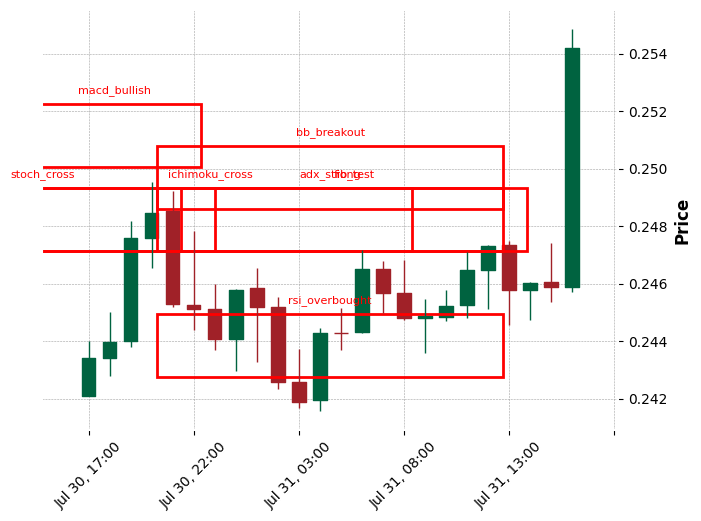 macd_bullish
bb_breakout
stoch_cross
ichimoku_cross
rsi_overbought
0.254
0.252
0.250
0.248
0.246
0.244
0.242
Price
Jul 30, 17:00
Jul 30, 22:00
Jul 31, 03:00
Jul 31, 08:00
Jul 31, 13:00